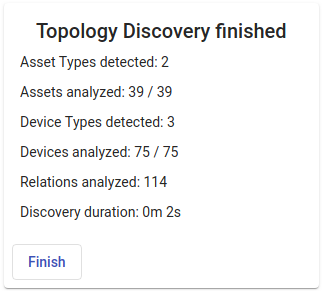 Topology Discovery finished
Asset Types detected: 2
Assets analyzed: 39 / 39
Device Types detected: 3
Devices analyzed: 75 / 75
Relations analyzed: 114
Discovery duration: 0m 2s
Finish